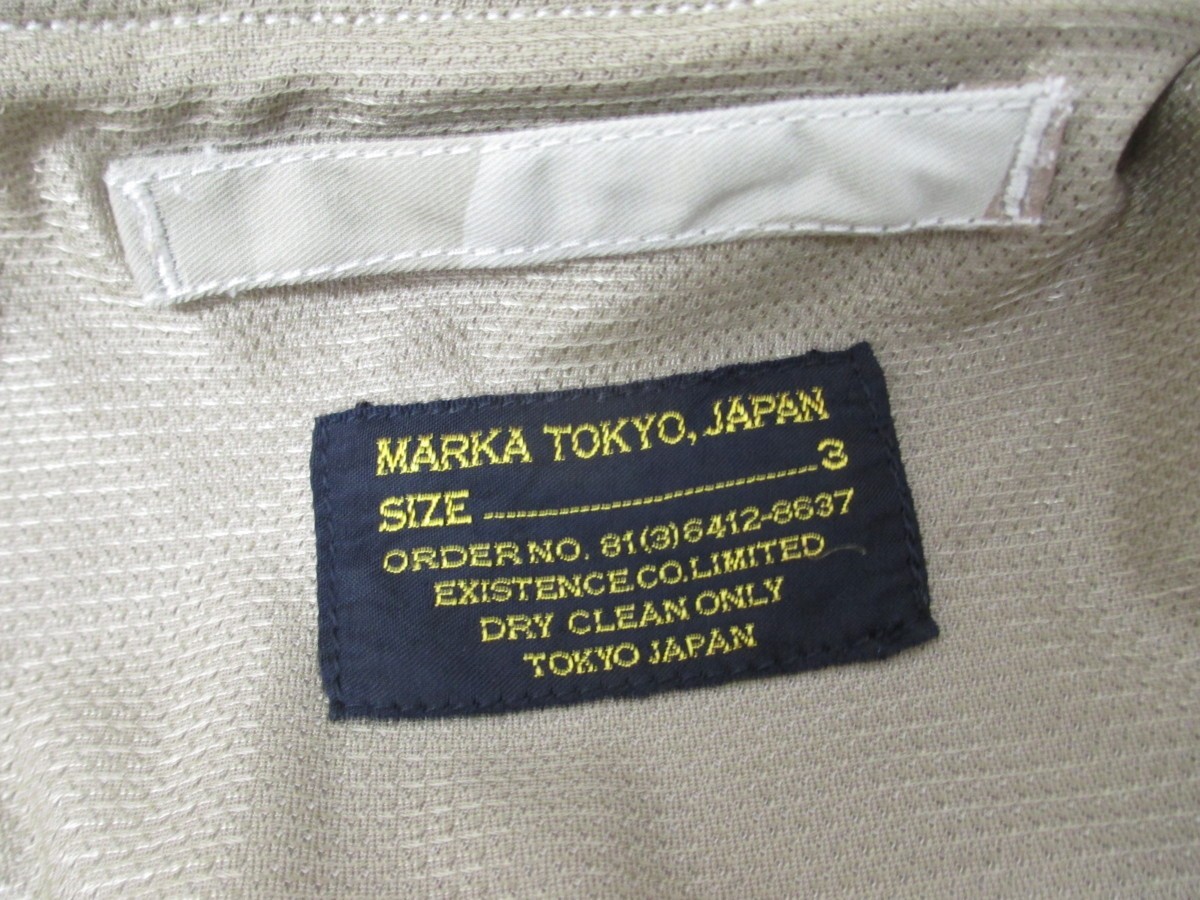 MARKA TOKYO, JAPAN
SIZE ---------------------------- 3
ORDER NO. 81(3)6412-8637
EXISTENCE.CO.LIMITED
DRY CLEAN ONLY
TOKYO JAPAN